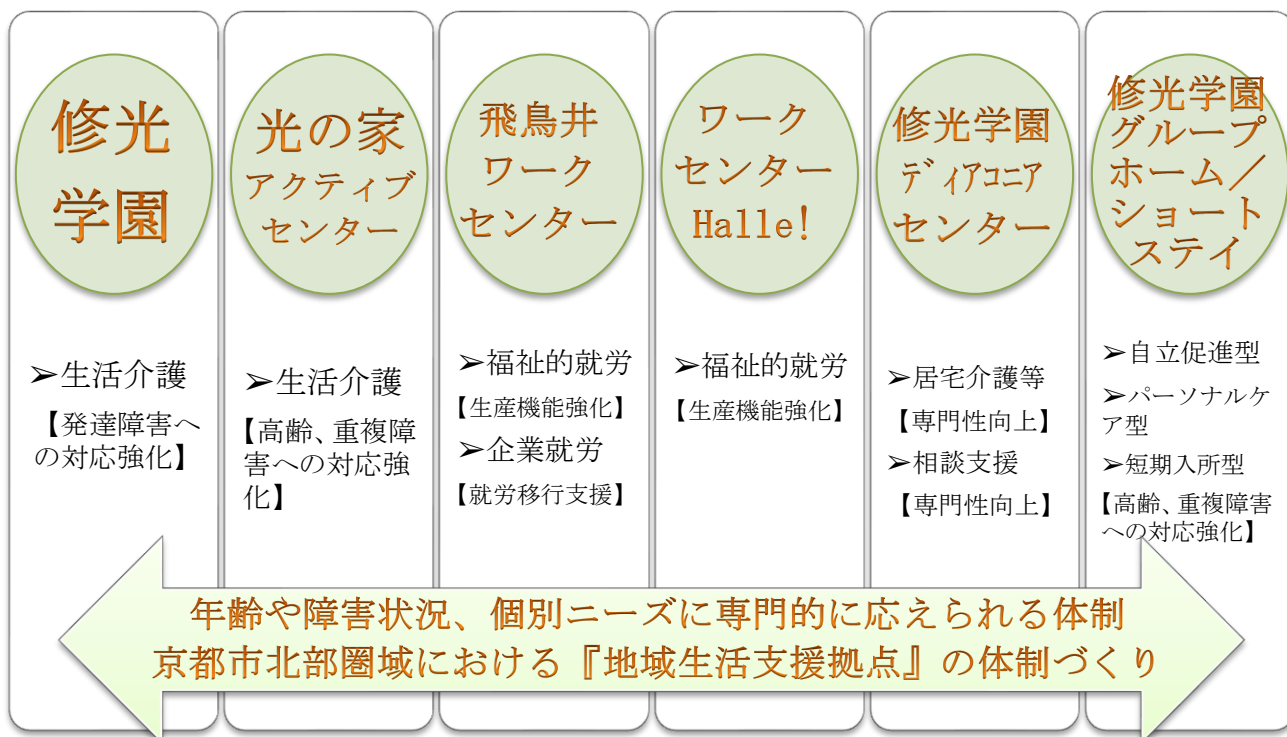 修光
学園
➢生活介護
【発達障害へ
の対応強化】
光の家
アクティブ
センター
➢生活介護
【高齢、重複障
害への対応強
化】
飛鳥井
ワーク
センター
➢福祉的就労
【生産機能強化】
➢企業就労
【就労移行支援】
ワーク
センター
Halle!
➢福祉的就労
【生産機能強化】
修光学園
ディアコニア
センター
➢居宅介護等
【専門性向上】
➢相談支援
【専門性向上】
修光学園
グループ
ホーム／
ショート
ステイ
➢自立促進型
➢パーソナルケ
ア型
➢短期入所型
【高齢、重複障害
への対応強化】
年齢や障害状況、個別ニーズに専門的に応えられる体制
京都市北部圏域における『地域生活支援拠点』の体制づくり